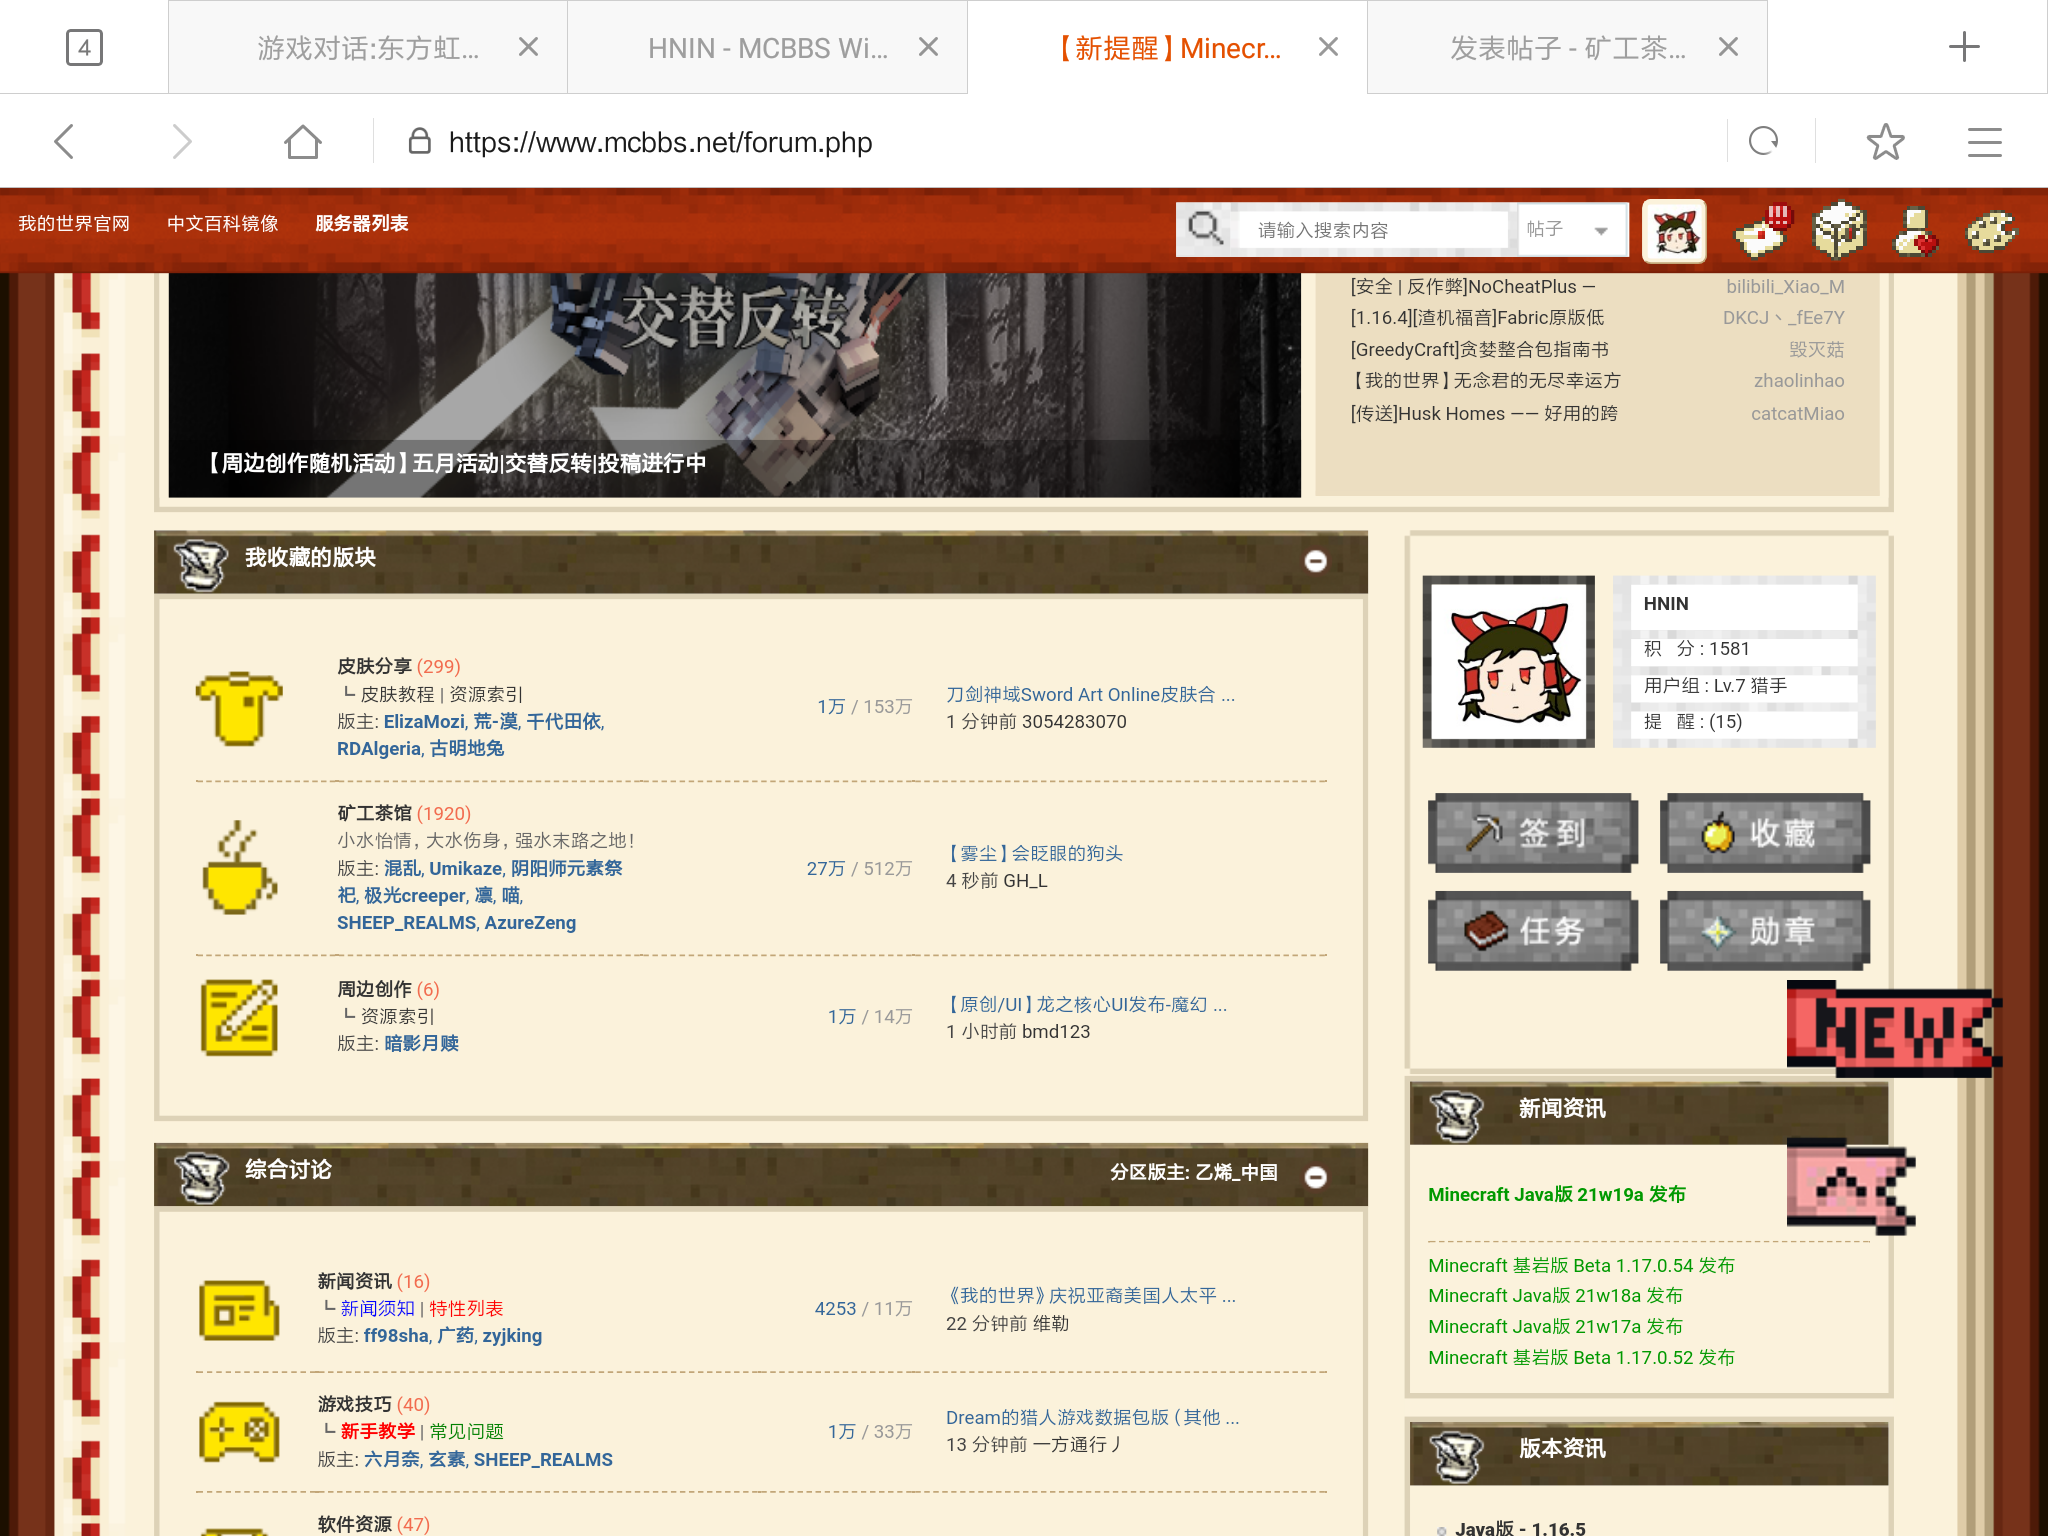 4
游戏对话:东方虹...
HNIN - MCBBS Wi...
【新提醒】Minecr...
发表帖子 - 矿工茶...
https://www.mcbbs.net/forum.php
我的世界官网
中文百科镜像
服务器列表
请输入搜索内容
帖子
交替反转
【周边创作随机活动】五月活动|交替反转|投稿进行中
[安全 | 反作弊]NoCheatPlus — bilibili_Xiao_M
[1.16.4][渣机福音]Fabric原版低 DKCJ丶_fEe7Y
[GreedyCraft]贪婪整合包指南书 毁灭菇
【我的世界】无念君的无尽幸运方 zhaolinhao
[传送]Husk Homes —— 好用的跨 catcatMiao
我收藏的版块
皮肤分享 (299)
┗ 皮肤教程 | 资源索引
版主: ElizaMozi, 荒-漠, 千代田依,
RDAlgeria, 古明地兔
1万 / 153万
刀剑神域Sword Art Online皮肤合 ...
1 分钟前 3054283070
矿工茶馆 (1920)
小水怡情, 大水伤身, 强水末路之地!
版主: 混乱, Umikaze, 阴阳师元素祭
祀, 极光creeper, 凛, 喵,
SHEEP_REALMS, AzureZeng
27万 / 512万
【雾尘】会眨眼的狗头
4 秒前 GH_L
周边创作 (6)
┗ 资源索引
版主: 暗影月赎
1万 / 14万
【原创/UI】龙之核心UI发布-魔幻 ...
1 小时前 bmd123
综合讨论
分区版主: 乙烯_中国
新闻资讯 (16)
┗ 新闻须知 | 特性列表
版主: ff98sha, 广药, zyjking
4253 / 11万
《我的世界》庆祝亚裔美国人太平 ...
22 分钟前 维勒
游戏技巧 (40)
┗ 新手教学 | 常见问题
版主: 六月奈, 玄素, SHEEP_REALMS
1万 / 33万
Dream的猎人游戏数据包版 ( 其他 ...
13 分钟前 一方通行丿
软件资源 (47)
HNIN
积 分 : 1581
用户组 : Lv.7 猎手
提 醒 : (15)
签到
收藏
任务
勋章
NEW
新闻资讯
Minecraft Java版 21w19a 发布
Minecraft 基岩版 Beta 1.17.0.54 发布
Minecraft Java版 21w18a 发布
Minecraft Java版 21w17a 发布
Minecraft 基岩版 Beta 1.17.0.52 发布
版本资讯
Java版 - 1.16.5